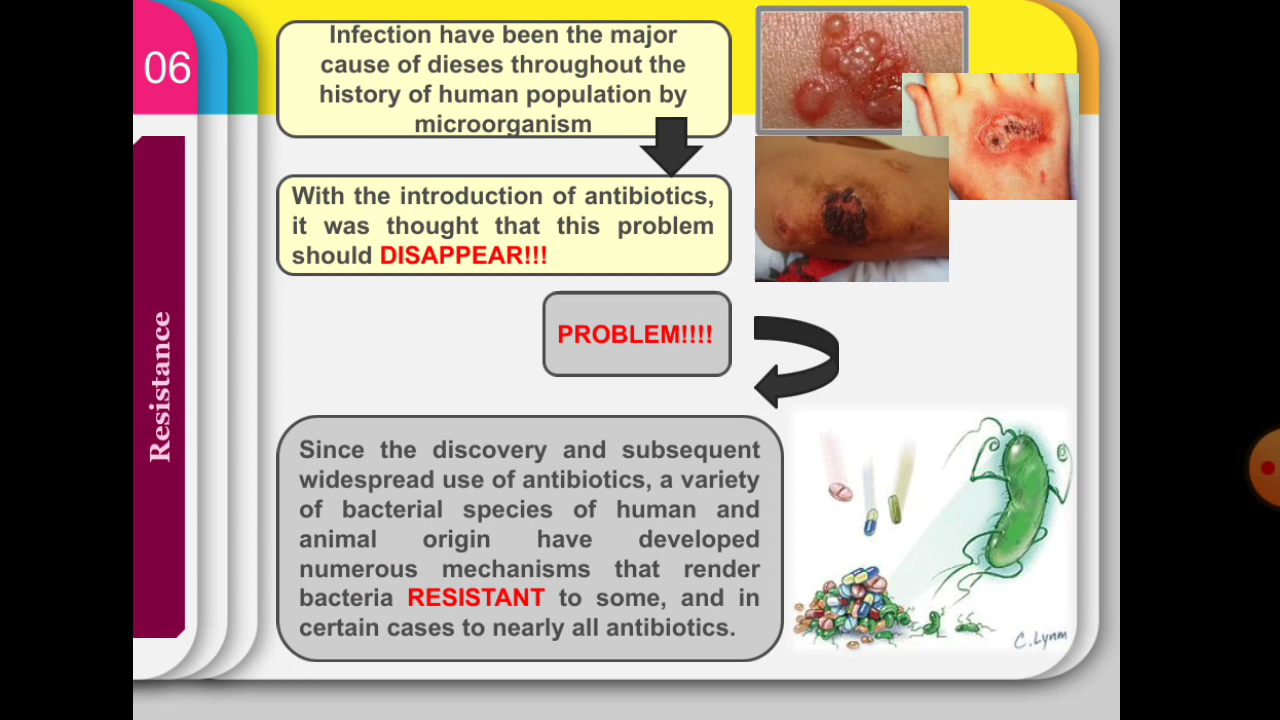 06
Resistance
Infection have been the major
cause of dieses throughout the
history of human population by
microorganism
With the introduction of antibiotics,
it was thought that this problem
should DISAPPEAR!!!
PROBLEM!!!!
Since the discovery and subsequent
widespread use of antibiotics, a variety
of bacterial species of human and
animal origin have developed
numerous mechanisms that render
bacteria RESISTANT to some, and in
certain cases to nearly all antibiotics.
C. Lynm